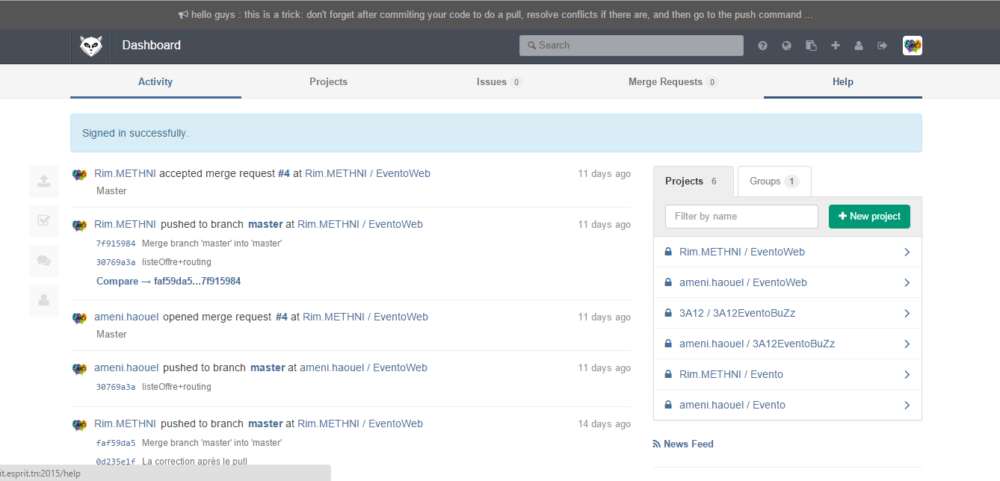 hello guys : this is a trick: don't forget after commiting your code to do a pull, resolve conflicts if there are, and then go to the push command ...
Dashboard
Search
Activity
Projects
Issues 0
Merge Requests 0
Help
Signed in successfully.
Rim.METHNI accepted merge request #4 at Rim.METHNI / EventoWeb 11 days ago
Master
Rim.METHNI pushed to branch master at Rim.METHNI / EventoWeb 11 days ago
7f915984 Merge branch 'master' into 'master'
30769a3a listeOffre+routing
Compare → faf59da5...7f915984
ameni.haouel opened merge request #4 at Rim.METHNI / EventoWeb 11 days ago
Master
ameni.haouel pushed to branch master at ameni.haouel / EventoWeb 11 days ago
30769a3a listeOffre+routing
Rim.METHNI pushed to branch master at Rim.METHNI / EventoWeb 14 days ago
faf59da5 Merge branch 'master' into 'master'
0d235e1f La correction aprés le pull
Projects 6
Groups 1
Filter by name
New project
Rim.METHNI / EventoWeb
ameni.haouel / EventoWeb
3A12 / 3A12EventoBuZz
ameni.haouel / 3A12EventoBuZz
Rim.METHNI / Evento
ameni.haouel / Evento
News Feed
it.esprit.tn:2015/help